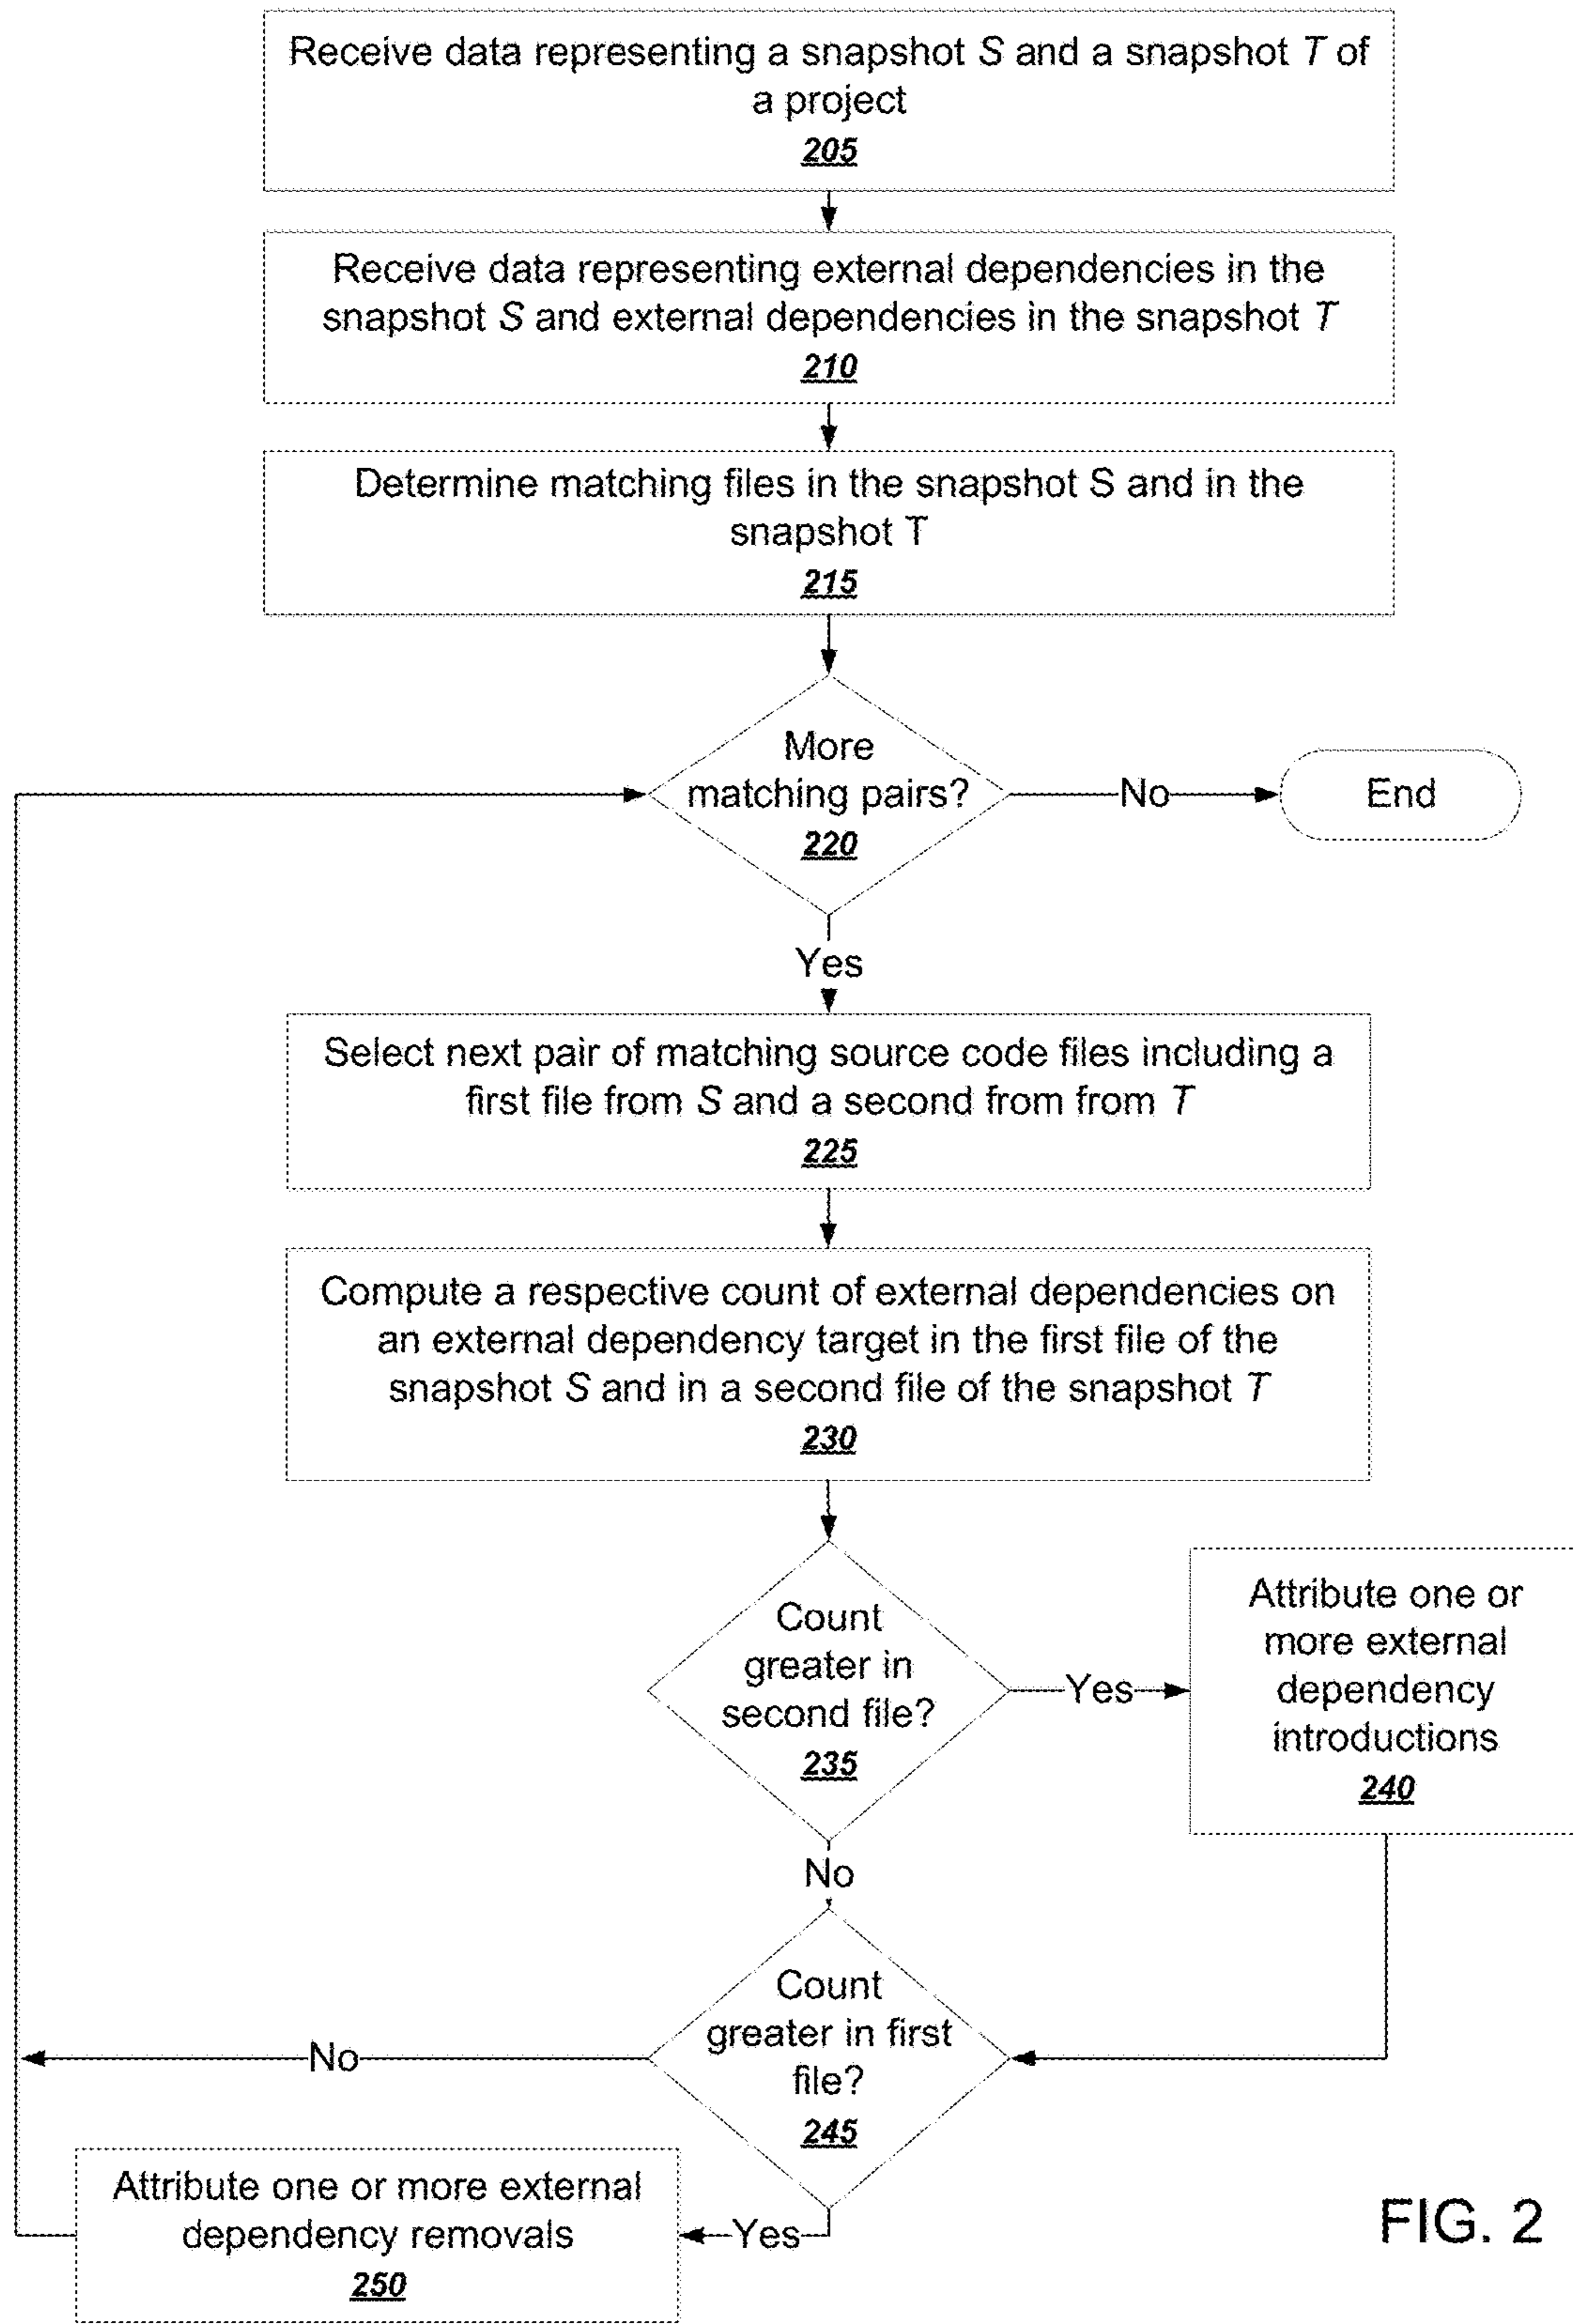 Receive data representing a snapshot S and a snapshot T of
a project
205
Receive data representing external dependencies in the
snapshot S and external dependencies in the snapshot T
210
Determine matching files in the snapshot S and in the
snapshot T
215
More
matching pairs?
220
No
End
Yes
Select next pair of matching source code files including a
first file from S and a second from from T
225
Compute a respective count of external dependencies on
an external dependency target in the first file of the
snapshot S and in a second file of the snapshot T
230
Count
greater in
second file?
235
Yes
Attribute one or
more external
dependency
introductions
240
No
Count
greater in first
file?
245
No
Yes
Attribute one or more external
dependency removals
250
FIG. 2